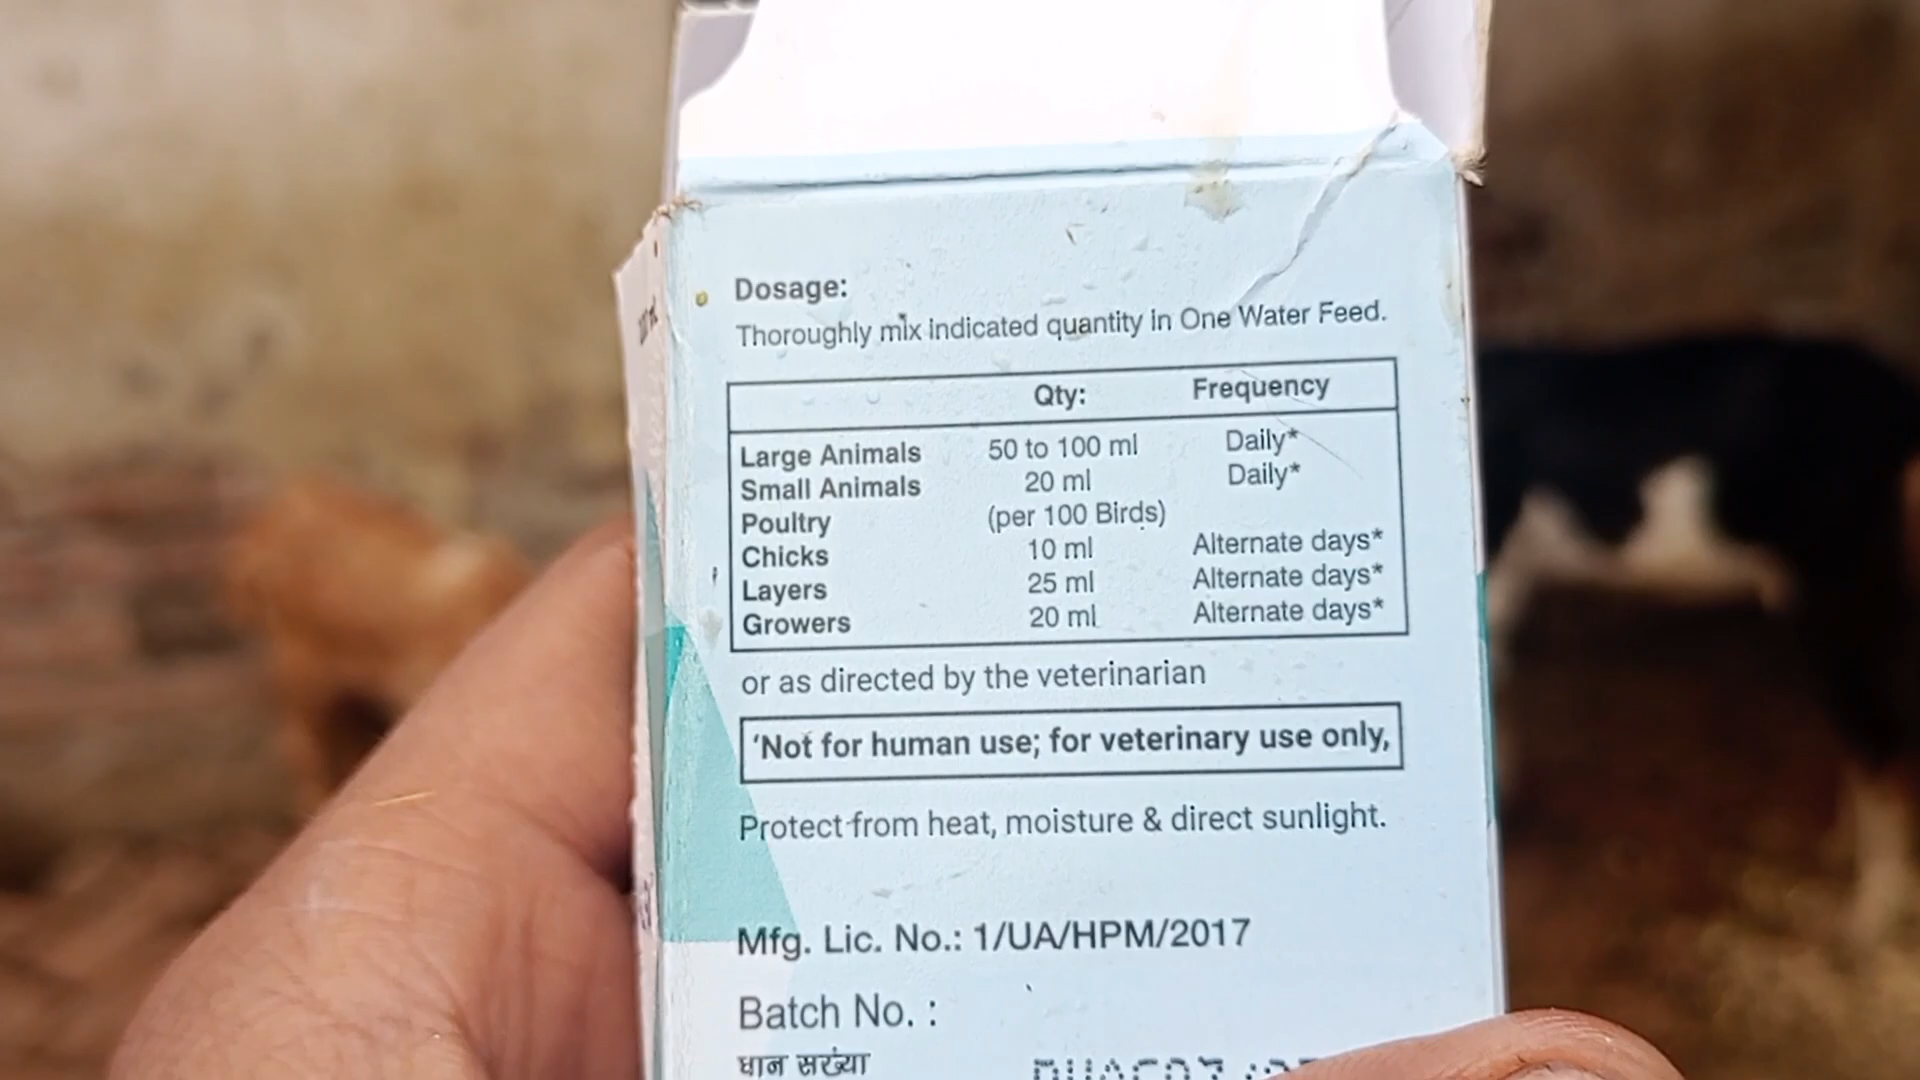 Dosage:
Thoroughly mix indicated quantity in One Water Feed.
Qty: Frequency
Large Animals 50 to 100 ml Daily*
Small Animals 20 ml Daily*
Poultry (per 100 Birds)
Chicks 10 ml Alternate days*
Layers 25 ml Alternate days*
Growers 20 ml Alternate days*
or as directed by the veterinarian
‘Not for human use; for veterinary use only,
Protect from heat, moisture & direct sunlight.
Mfg. Lic. No.: 1/UA/HPM/2017
Batch No. :
घान सख्ंया